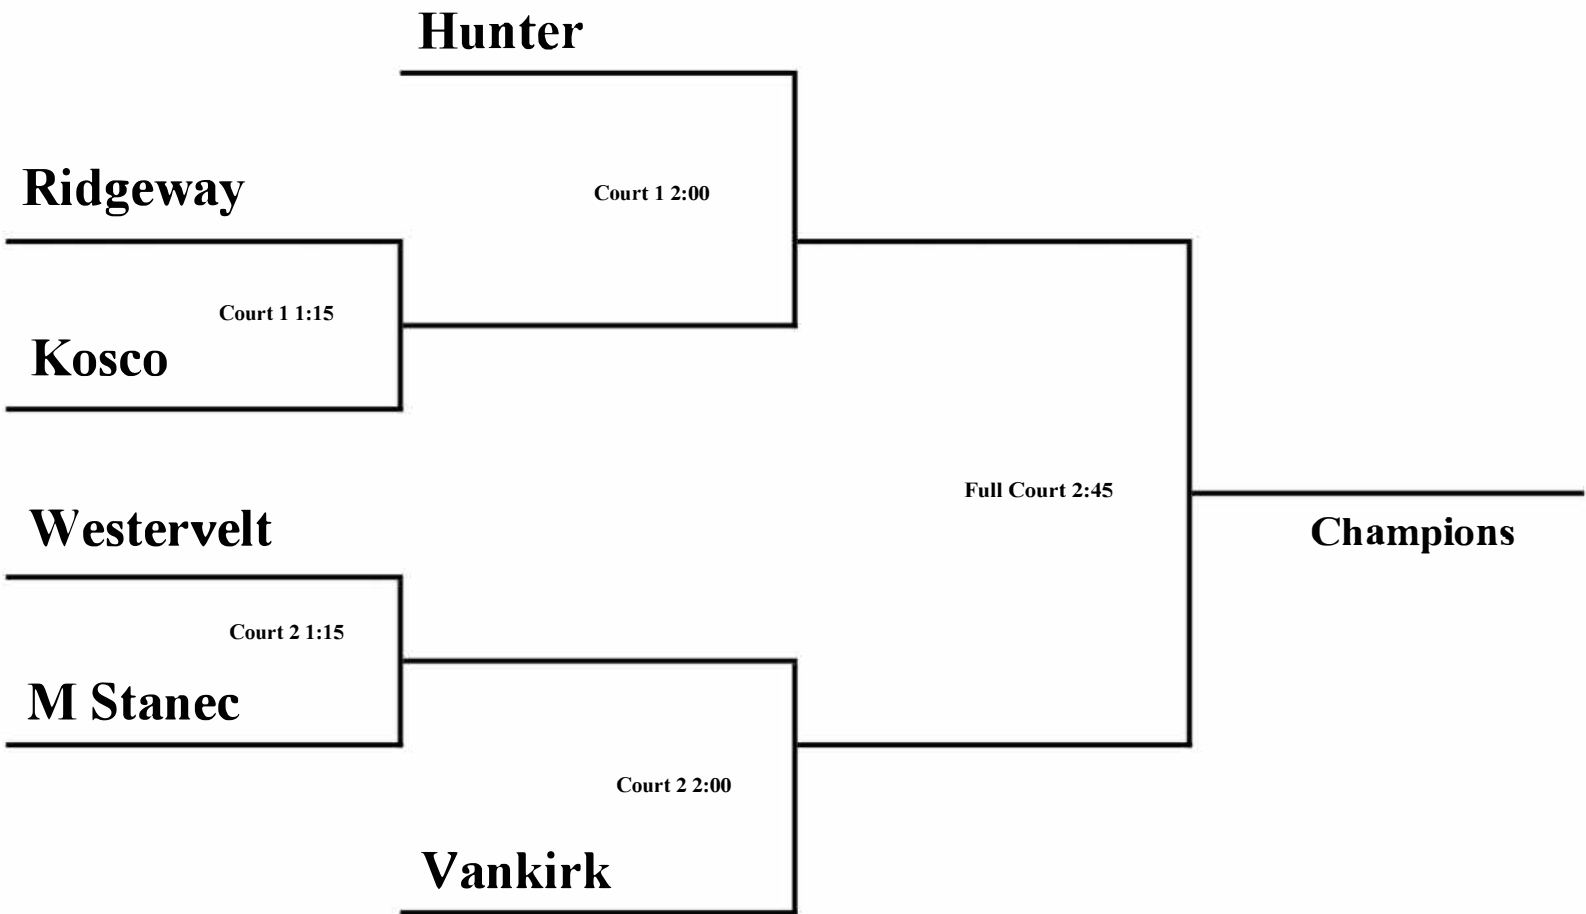 Hunter
Ridgeway
Court 1 2:00
Court 1 1:15
Kosco
Westervelt
Full Court 2:45
Champions
Court 2 1:15
M Stanec
Court 2 2:00
Vankirk